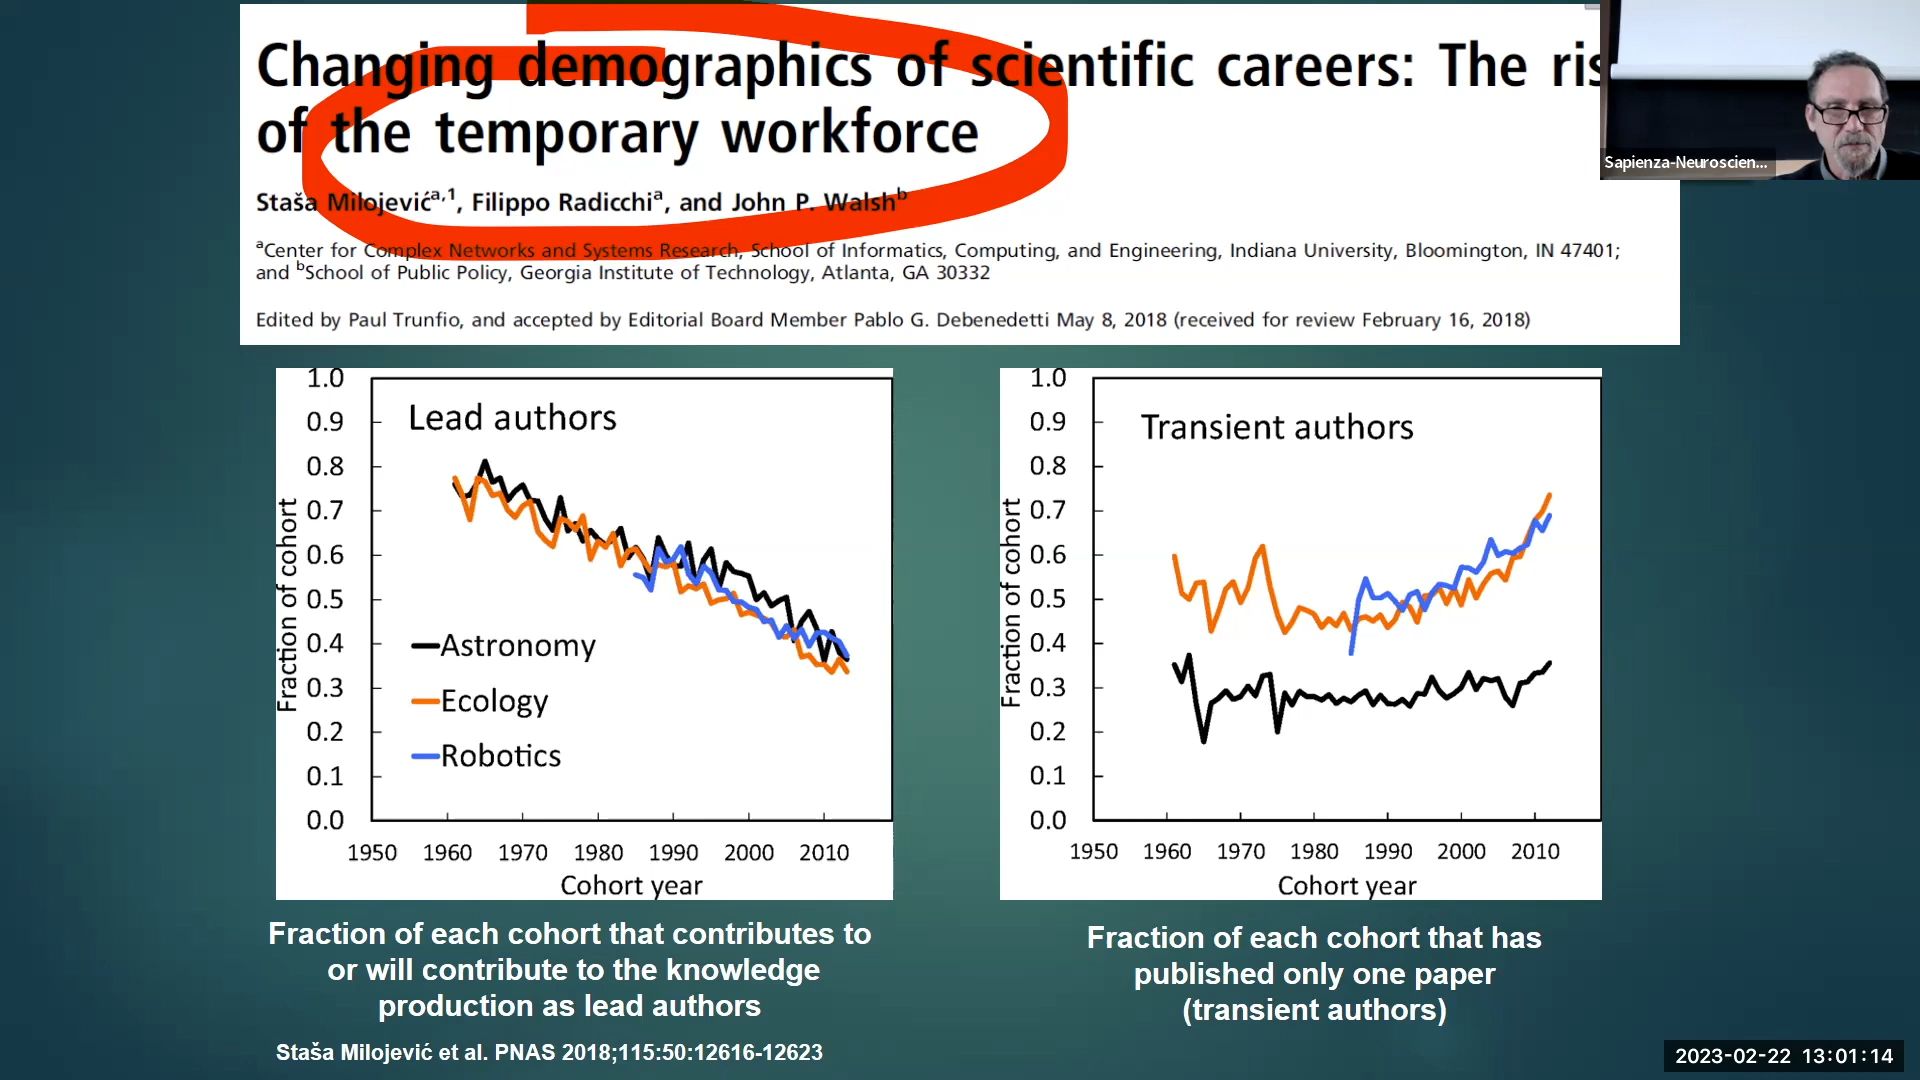 Changing demographics of scientific careers: The ris
of the temporary workforce
Staša Milojevića,1, Filippo Radicchia, and John P. Walshb
aCenter for Complex Networks and Systems Research, School of Informatics, Computing, and Engineering, Indiana University, Bloomington, IN 47401;
and bSchool of Public Policy, Georgia Institute of Technology, Atlanta, GA 30332
Edited by Paul Trunfio, and accepted by Editorial Board Member Pablo G. Debenedetti May 8, 2018 (received for review February 16, 2018)
Sapienza-Neuroscien...
Lead authors
Fraction of cohort
1.0
0.9
0.8
0.7
0.6
0.5
0.4
0.3
0.2
0.1
0.0
Astronomy
Ecology
Robotics
1950 1960 1970 1980 1990 2000 2010
Cohort year
Transient authors
Fraction of cohort
1.0
0.9
0.8
0.7
0.6
0.5
0.4
0.3
0.2
0.1
0.0
1950 1960 1970 1980 1990 2000 2010
Cohort year
Fraction of each cohort that contributes to
or will contribute to the knowledge
production as lead authors
Fraction of each cohort that has
published only one paper
(transient authors)
Staša Milojević et al. PNAS 2018;115:50:12616-12623
2023-02-22 13:01:14